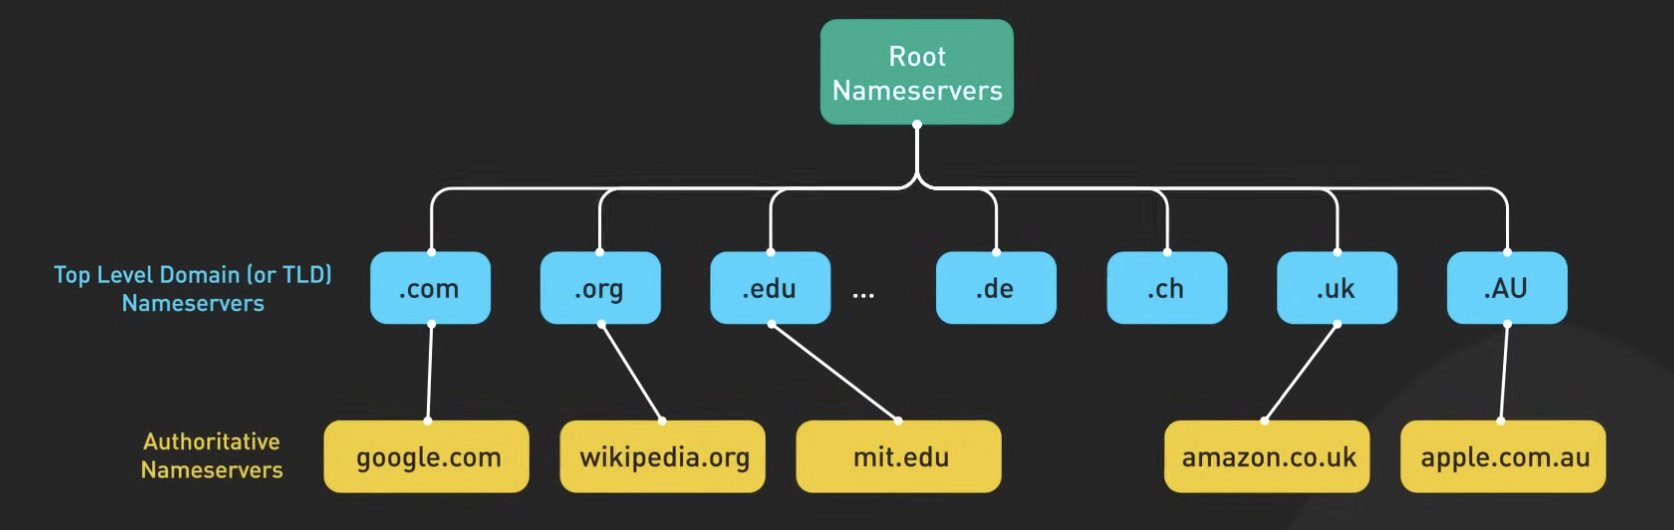 Root
Nameservers
Top Level Domain (or TLD)
Nameservers
.com
.org
.edu
...
.de
.ch
.uk
.AU
Authoritative
Nameservers
google.com
wikipedia.org
mit.edu
amazon.co.uk
apple.com.au